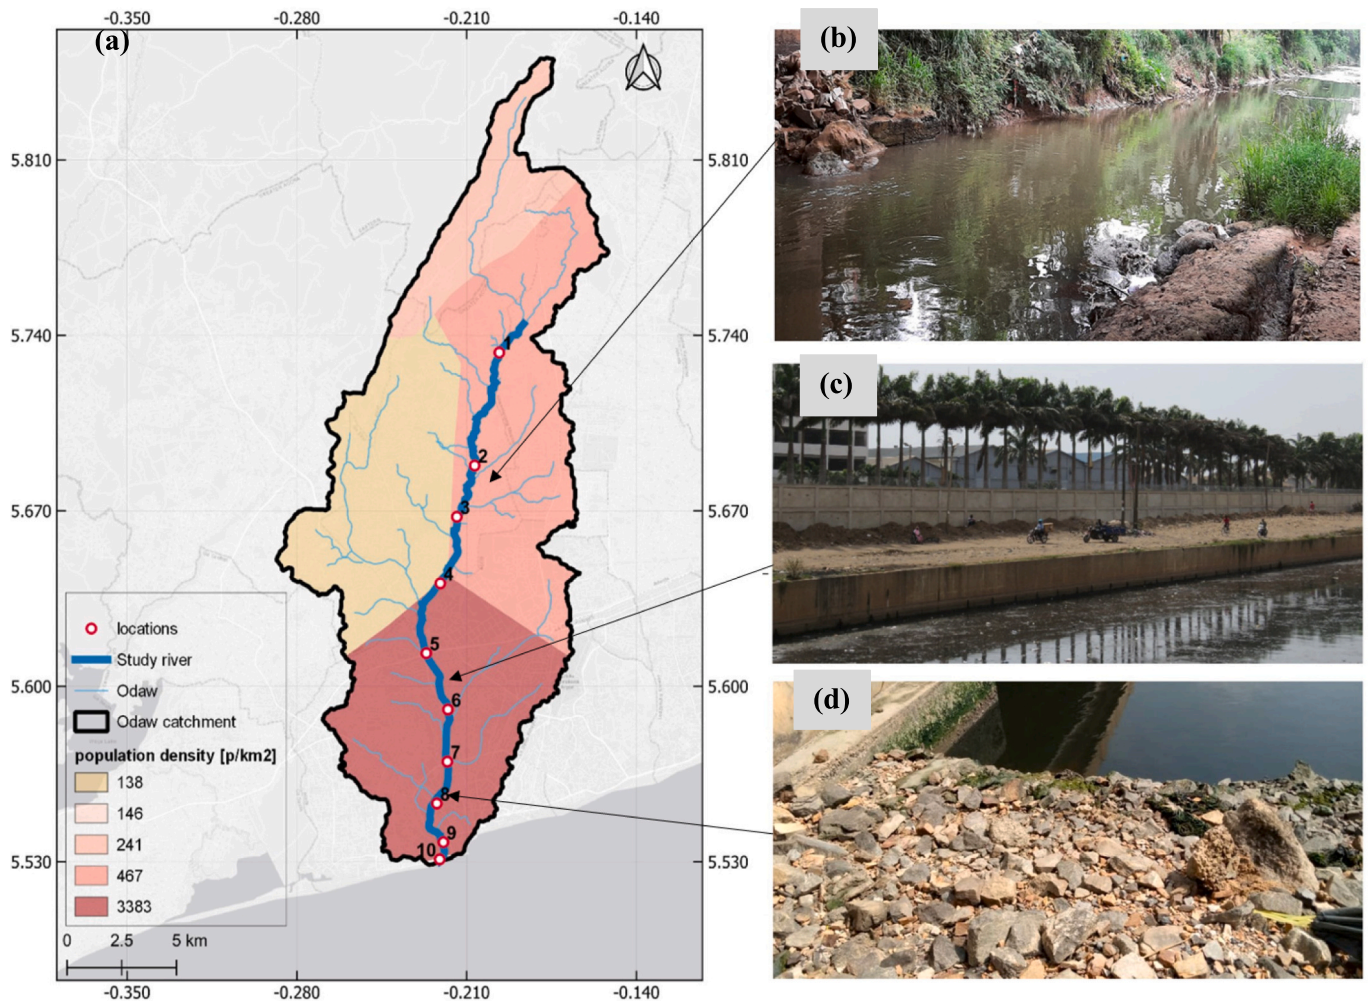 -0.350 -0.280 -0.210 -0.140
(a)
(b)
5.810 5.810
5.740 5.740
1
(c)
2
5.670 5.670
3
4
locations
5
Study river
5.600 5.600
Odaw
6
(d)
Odaw catchment
population density [p/km2]
7
138
8
146
9
241
10
5.530 5.530
467
3383
0 2.5 5 km
-0.350 -0.280 -0.210 -0.140